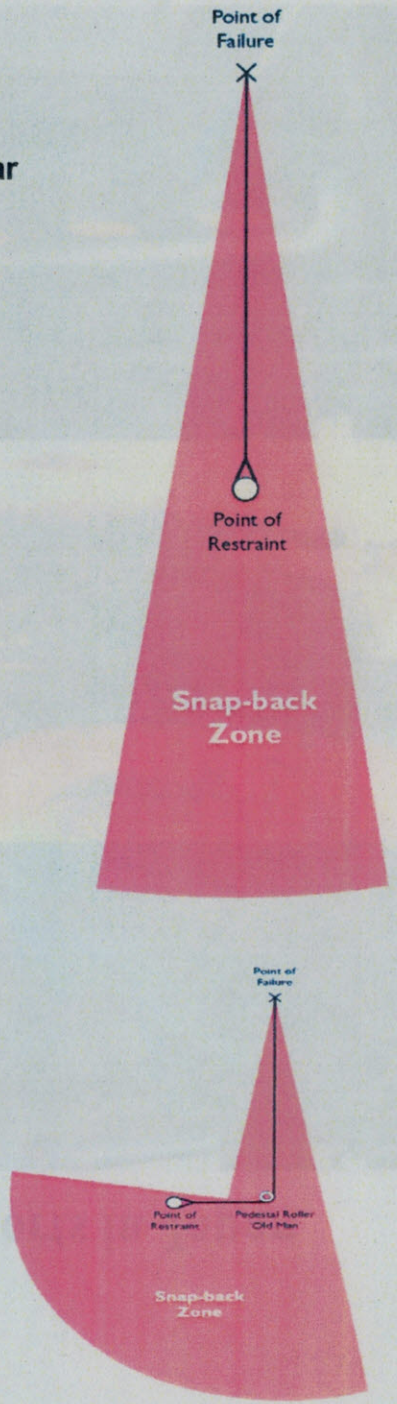 Point of
Failure
ar
Point of
Restraint
Snap-back
Zone
Point of
Failure
Point of
Restraint
Pedestal Roller
'Old Man'
Snap-back
Zone